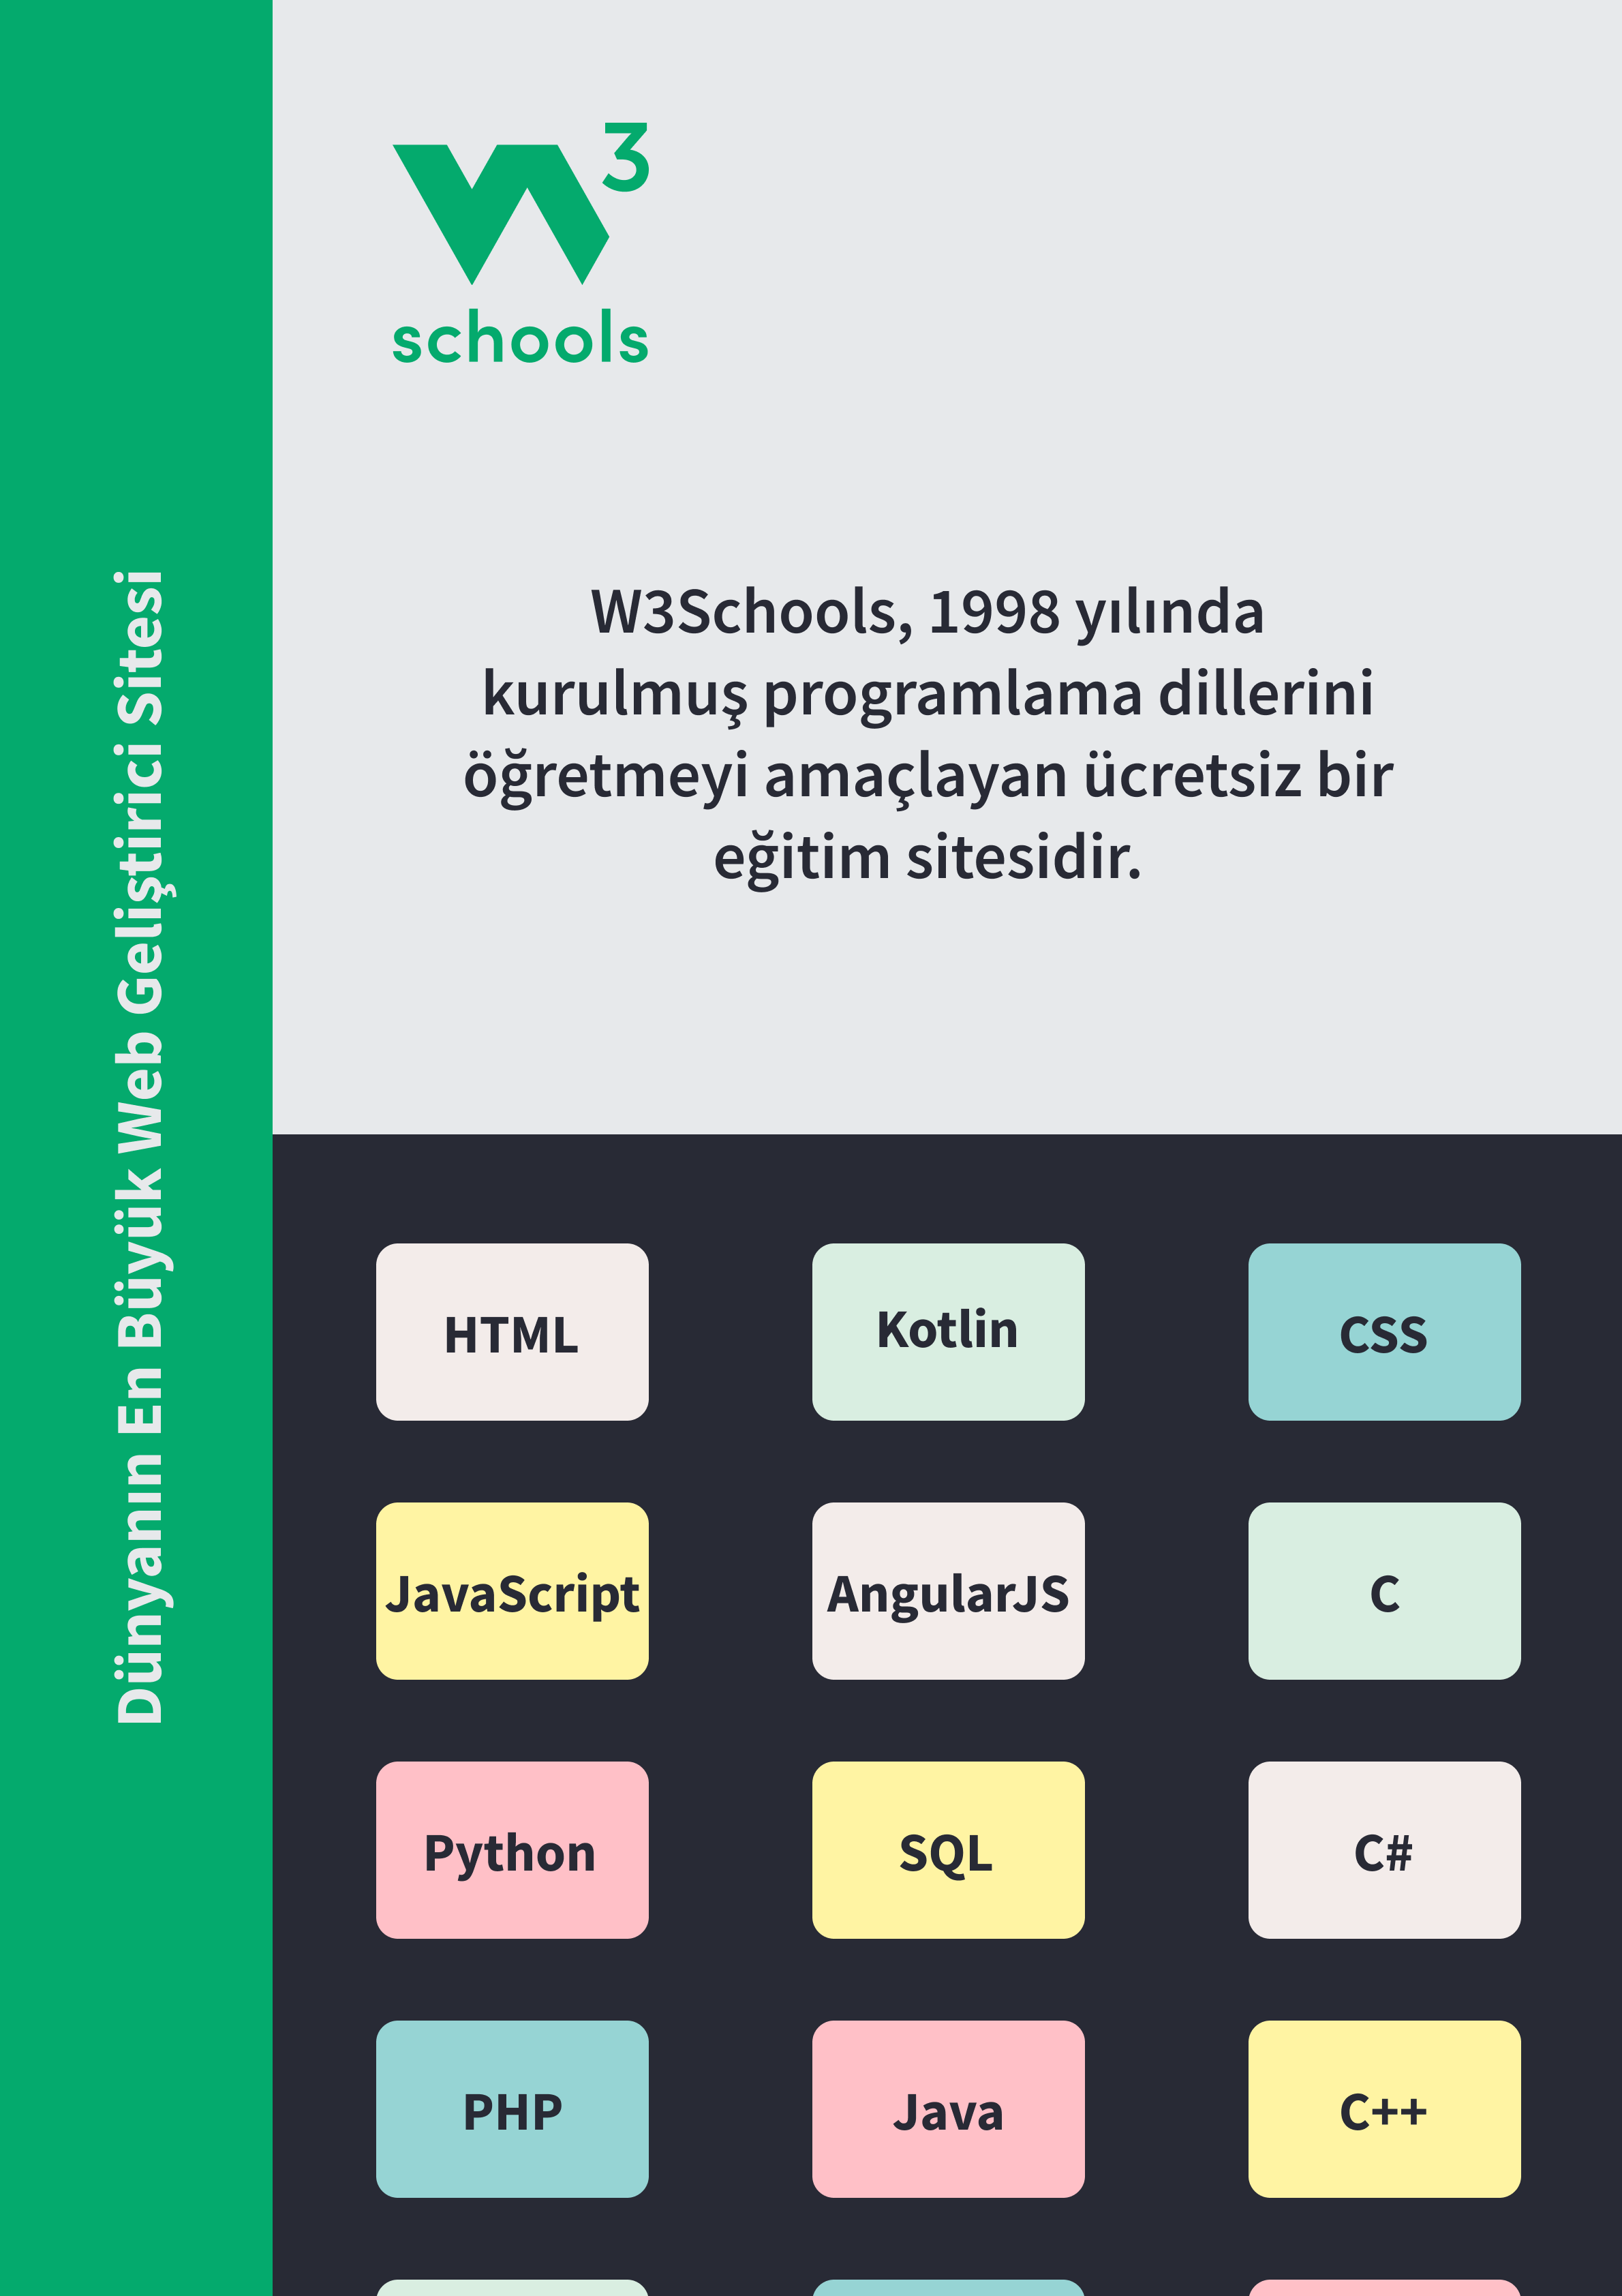 Dünyanın En Büyük Web Geliştirici Sitesi
W3
schools
W3Schools, 1998 yılında
kurulmuş programlama dillerini
öğretmeyi amaçlayan ücretsiz bir
eğitim sitesidir.
HTML
Kotlin
CSS
JavaScript
AngularJS
C
Python
SQL
C#
PHP
Java
C++